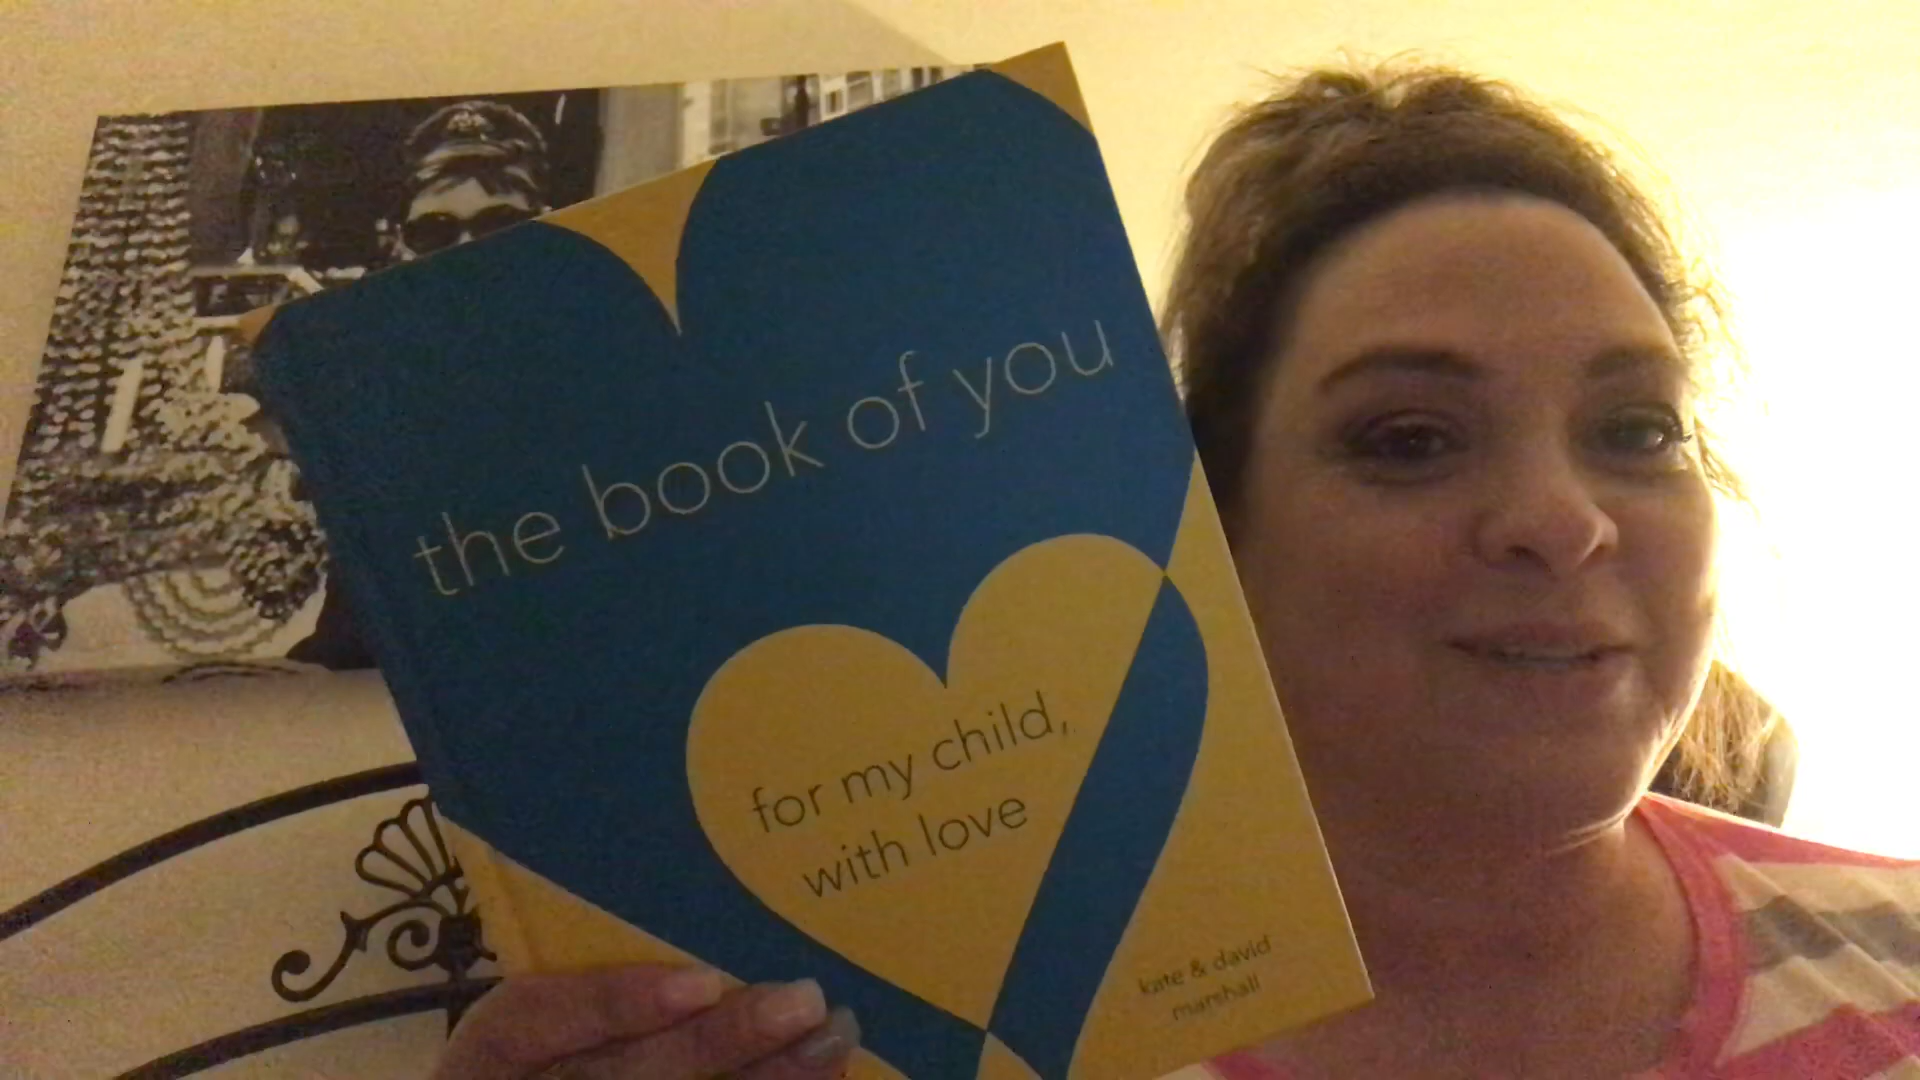 the book of you
for my child,
with love
kate & david
marshall